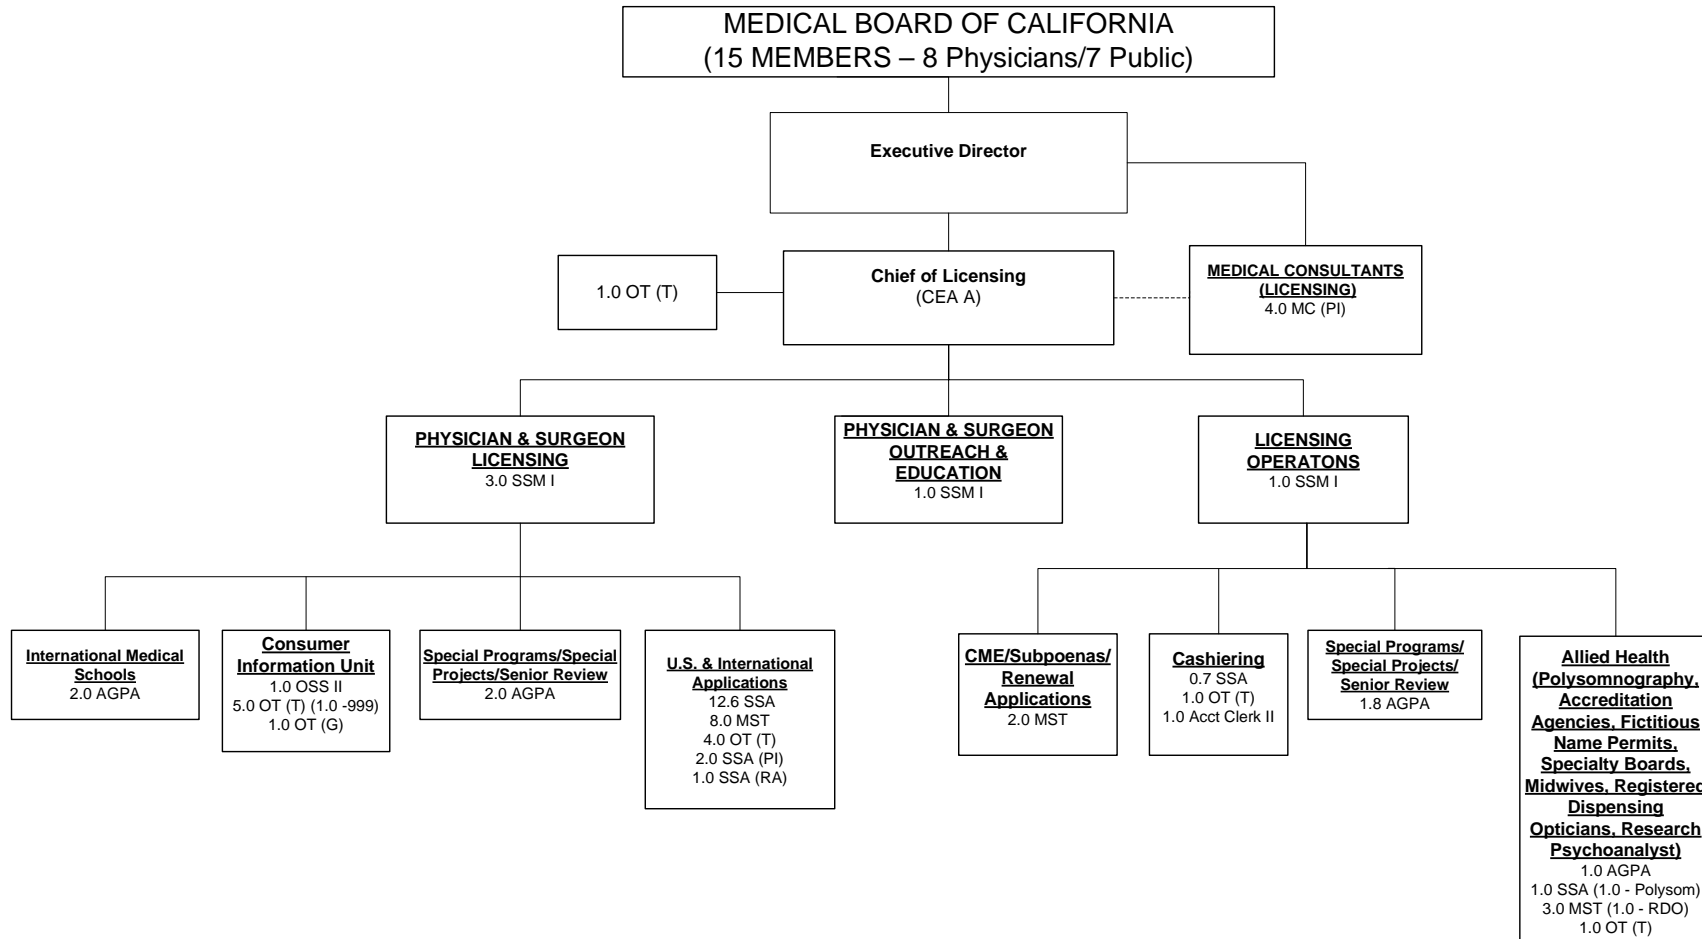 MEDICAL BOARD OF CALIFORNIA
(15 MEMBERS – 8 Physicians/7 Public)
Executive Director
1.0 OT (T)
Chief of Licensing
(CEA A)
MEDICAL CONSULTANTS
(LICENSING)
4.0 MC (PI)
PHYSICIAN & SURGEON
LICENSING
3.0 SSM I
PHYSICIAN & SURGEON
OUTREACH &
EDUCATION
1.0 SSM I
LICENSING
OPERATONS
1.0 SSM I
International Medical
Schools
2.0 AGPA
Consumer
Information Unit
1.0 OSS II
5.0 OT (T) (1.0 -999)
1.0 OT (G)
Special Programs/Special
Projects/Senior Review
2.0 AGPA
U.S. & International
Applications
12.6 SSA
8.0 MST
4.0 OT (T)
2.0 SSA (PI)
1.0 SSA (RA)
CME/Subpoenas/
Renewal
Applications
2.0 MST
Cashiering
0.7 SSA
1.0 OT (T)
1.0 Acct Clerk II
Special Programs/
Special Projects/
Senior Review
1.8 AGPA
Allied Health
(Polysomnography,
Accreditation
Agencies, Fictitious
Name Permits,
Specialty Boards,
Midwives, Registered
Dispensing
Opticians, Research
Psychoanalyst)
1.0 AGPA
1.0 SSA (1.0 - Polysom)
3.0 MST (1.0 - RDO)
1.0 OT (T)